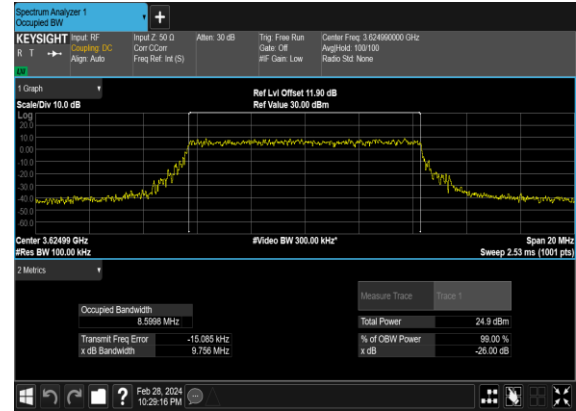 Spectrum Analyzer 1
Occupied BW
+
KEYSIGHT Input: RF Input Z: 50 Ω Atten: 30 dB Trig: Free Run Center Freq: 3.624990000 GHz
R T Coupling: DC Corr CCorr Gate: Off Avg|Hold: 100/100
Align: Auto Freq Ref: Int (S) #IF Gain: Low Radio Std: None
LV
1 Graph
Ref Lvl Offset 11.90 dB
Scale/Div 10.0 dB Ref Value 30.00 dBm
Log
20.0
10.0
0.00
-10.0
-20.0
-30.0
-40.0
-50.0
-60.0
Center 3.62499 GHz #Video BW 300.00 kHz* Span 20 MHz
#Res BW 100.00 kHz Sweep 2.53 ms (1001 pts)
2 Metrics
Measure Trace Trace 1
Occupied Bandwidth
8.5998 MHz
Total Power 24.9 dBm
Transmit Freq Error -15.085 kHz % of OBW Power 99.00 %
x dB Bandwidth 9.756 MHz x dB -26.00 dB
? Feb 28, 2024
10:29:16 PM